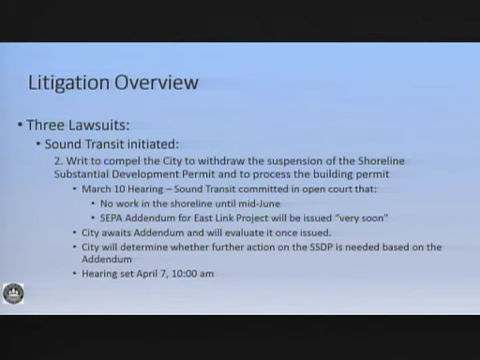 Litigation Overview
• Three Lawsuits:
• Sound Transit initiated:
2. Writ to compel the City to withdraw the suspension of the Shoreline
Substantial Development Permit and to process the building permit
• March 10 Hearing – Sound Transit committed in open court that:
• No work in the shoreline until mid-June
• SEPA Addendum for East Link Project will be issued “very soon”
• City awaits Addendum and will evaluate it once issued.
• City will determine whether further action on the SSDP is needed based on the
Addendum
• Hearing set April 7, 10:00 am